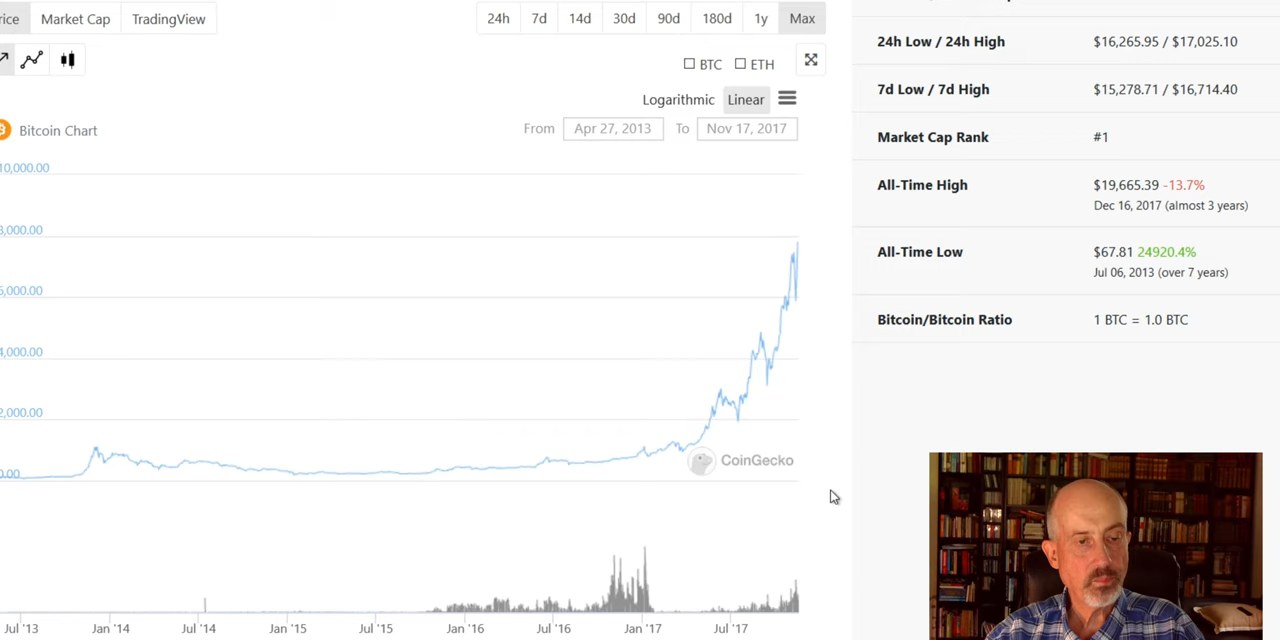 rice Market Cap TradingView 24h 7d 14d 30d 90d 180d 1y Max
BTC ETH
Logarithmic Linear
Bitcoin Chart From Apr 27, 2013 To Nov 17, 2017
10,000.00
8,000.00
6,000.00
4,000.00
2,000.00
0.00
CoinGecko
Jul '13 Jan '14 Jul '14 Jan '15 Jul '15 Jan '16 Jul '16 Jan '17 Jul '17
24h Low / 24h High $16,265.95 / $17,025.10
7d Low / 7d High $15,278.71 / $16,714.40
Market Cap Rank #1
All-Time High $19,665.39 -13.7%
Dec 16, 2017 (almost 3 years)
All-Time Low $67.81 24920.4%
Jul 06, 2013 (over 7 years)
Bitcoin/Bitcoin Ratio 1 BTC = 1.0 BTC